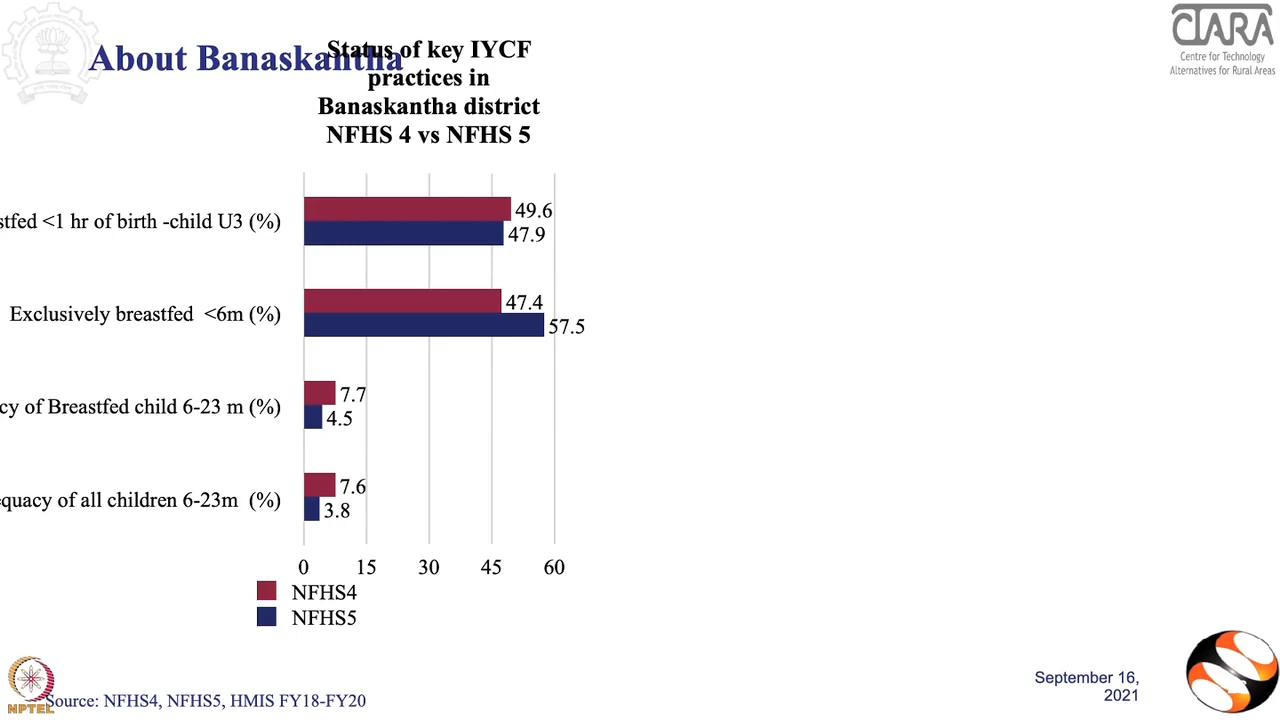 About Banaskantha
Status of key IYCF
practices in
Banaskantha district
NFHS 4 vs NFHS 5
CTARA
Centre for Technology
Alternatives for Rural Areas
stfed <1 hr of birth -child U3 (%)
49.6
47.9
Exclusively breastfed <6m (%)
47.4
57.5
cy of Breastfed child 6-23 m (%)
7.7
4.5
equacy of all children 6-23m (%)
7.6
3.8
0 15 30 45 60
NFHS4
NFHS5
NPTEL
Source: NFHS4, NFHS5, HMIS FY18-FY20
September 16,
2021